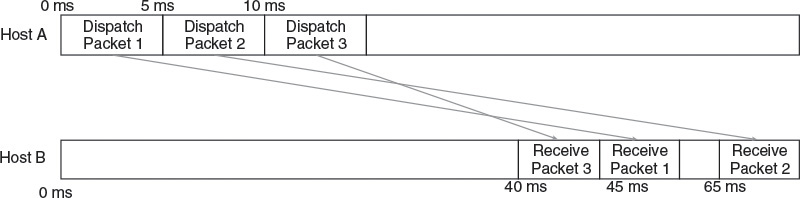 0 ms 5 ms 10 ms
Host A
Dispatch
Packet 1
Dispatch
Packet 2
Dispatch
Packet 3
Host B
Receive
Packet 3
Receive
Packet 1
Receive
Packet 2
0 ms 40 ms 45 ms 65 ms